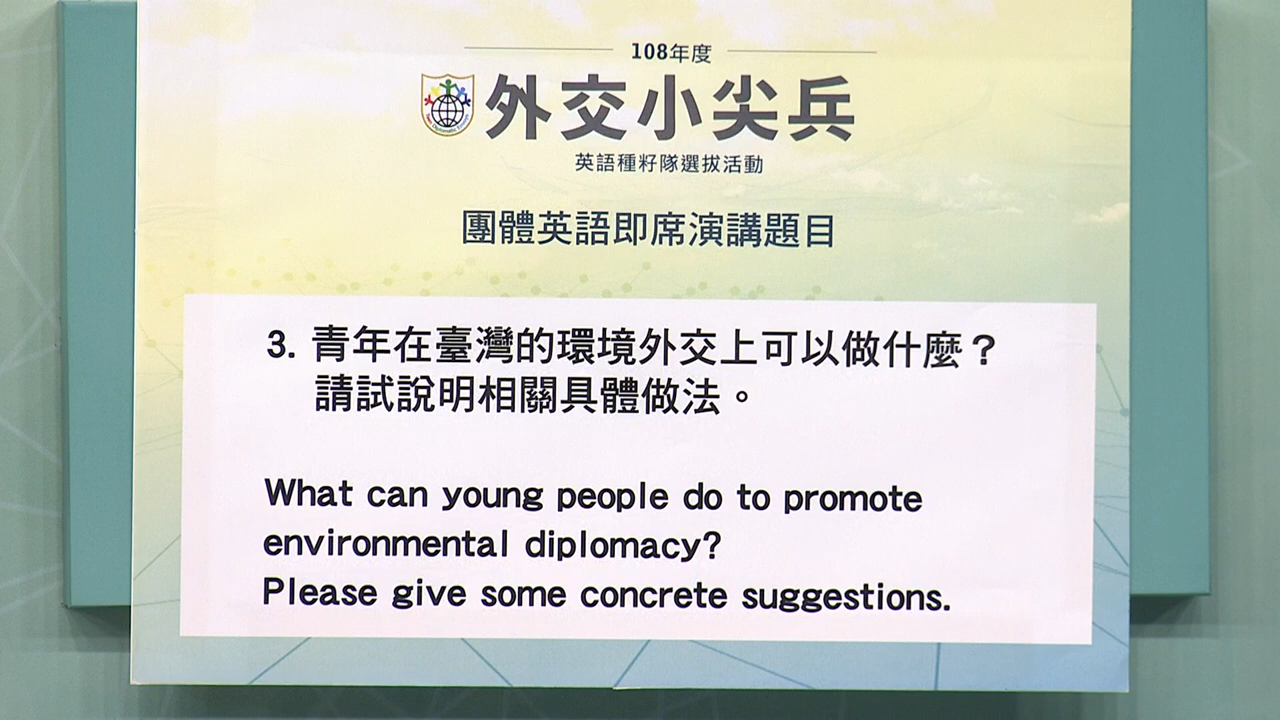 108年度
外交小尖兵
英語種籽隊選拔活動
團體英語即席演講題目
3. 青年在臺灣的環境外交上可以做什麼？
請試說明相關具體做法。
What can young people do to promote
environmental diplomacy?
Please give some concrete suggestions.